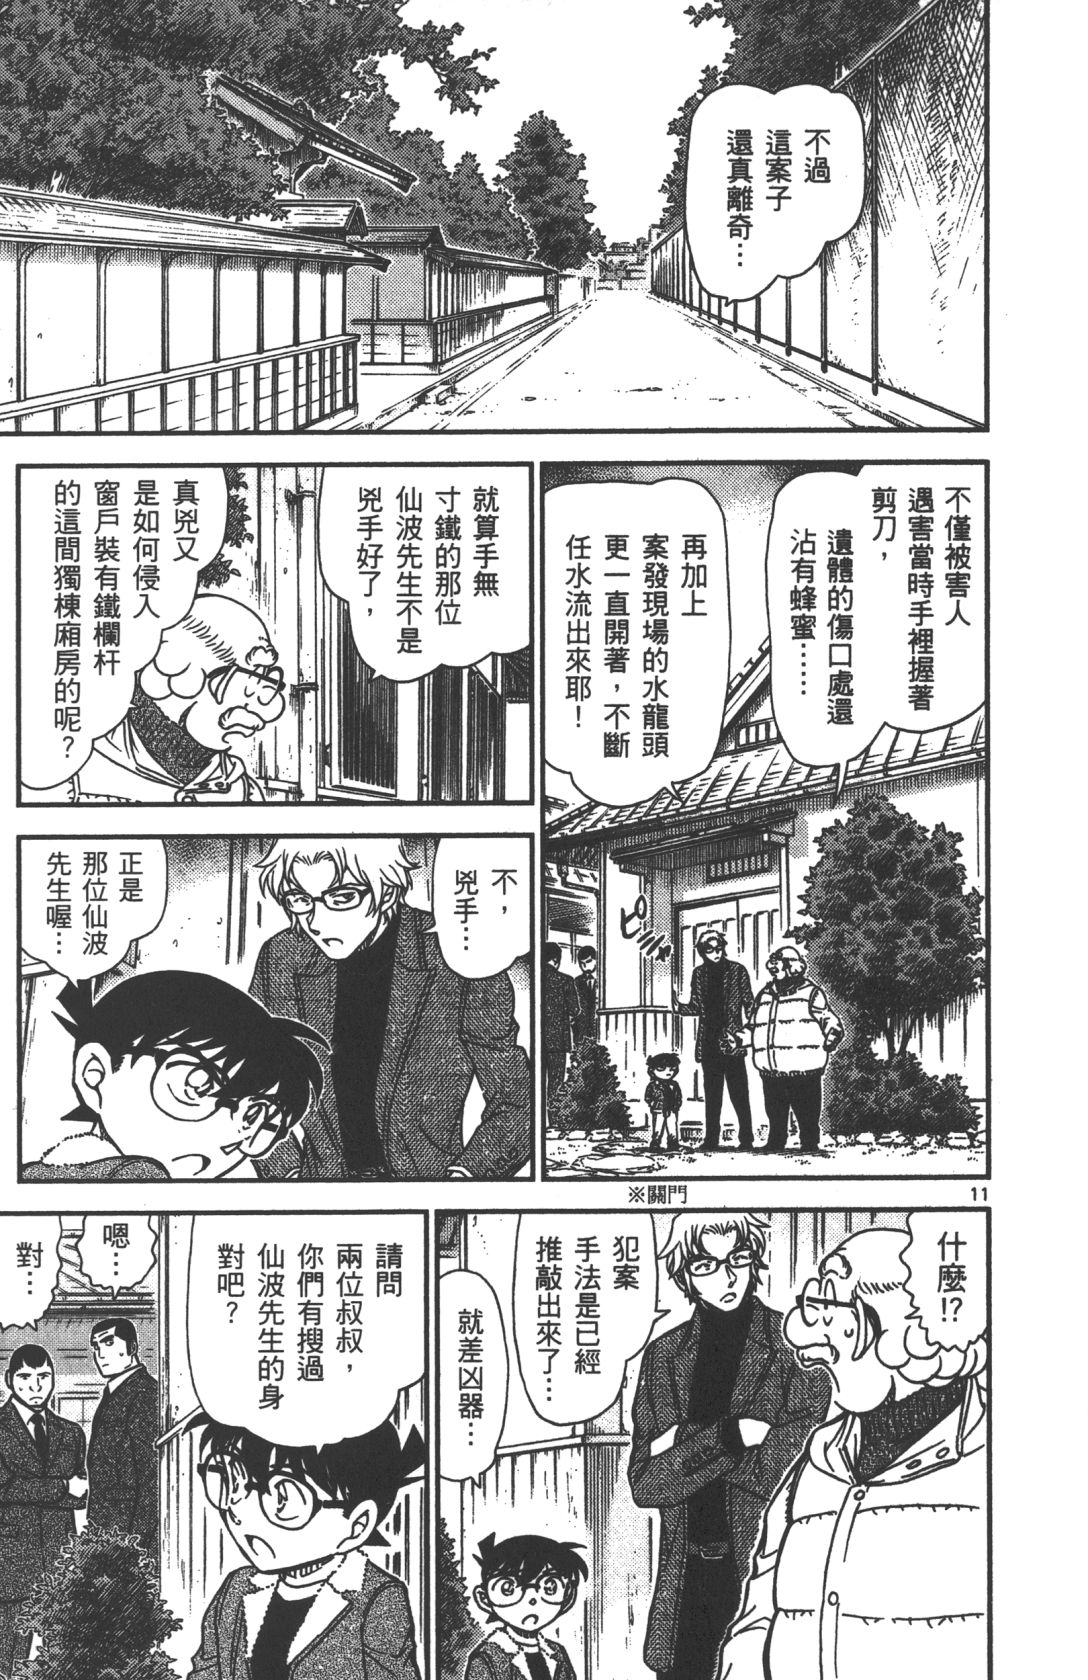 不過
這案子
還真離奇…
不僅被害人
遇害當時手裡握著
剪刀，
遺體的傷口處還
沾有蜂蜜……
再加上
案發現場的水龍頭
更一直開著，不斷
任水流出來耶！
ピシャ
※關門
就算手無
寸鐵的那位
仙波先生不是
兇手好了，
真兇又
是如何侵入
窗戶裝有鐵欄杆
的這間獨棟廂房的呢？
不，
兇手…
正是
那位仙波
先生喔…
11
什麼!?
犯案
手法是已經
推敲出來了…
就差凶器…
請問
兩位叔叔，
你們有搜過
仙波先生的身
對吧？
嗯…
對…